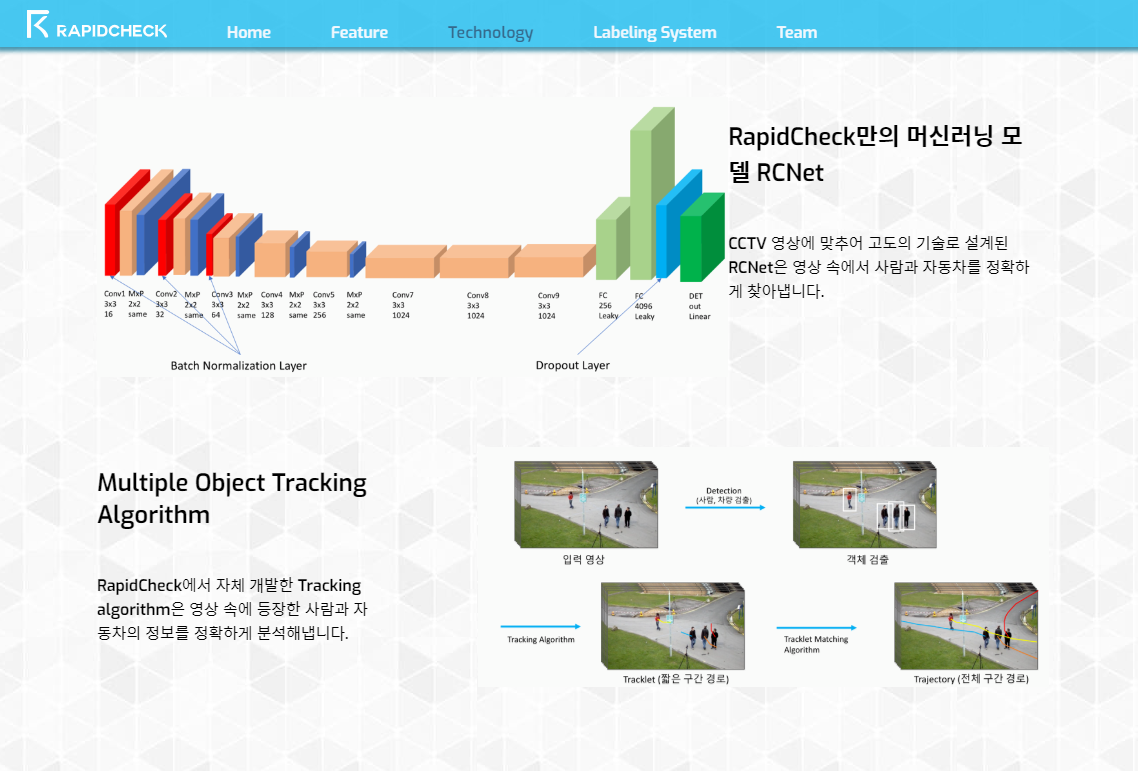 RAPIDCHECK
Home
Feature
Technology
Labeling System
Team
RapidCheck만의 머신러닝 모
델 RCNet
CCTV 영상에 맞추어 고도의 기술로 설계된
RCNet은 영상 속에서 사람과 자동차를 정확하
게 찾아냅니다.
Conv1 MxP Conv2 MxP Conv3 MxP Conv4 MxP Conv5 MxP Conv7 Conv8 Conv9 FC FC DET
3x3 2x2 3x3 2x2 3x3 2x2 3x3 2x2 3x3 2x2 3x3 3x3 3x3 256 4096 out
16 same 32 same 64 same 128 same 256 same 1024 1024 1024 Leaky Leaky Linear
Batch Normalization Layer
Dropout Layer
Multiple Object Tracking
Algorithm
RapidCheck에서 자체 개발한 Tracking
algorithm은 영상 속에 등장한 사람과 자
동차의 정보를 정확하게 분석해냅니다.
Detection
(사람, 차량 검출)
입력 영상
객체 검출
Tracking Algorithm
Tracklet Matching
Algorithm
Tracklet (짧은 구간 경로)
Trajectory (전체 구간 경로)